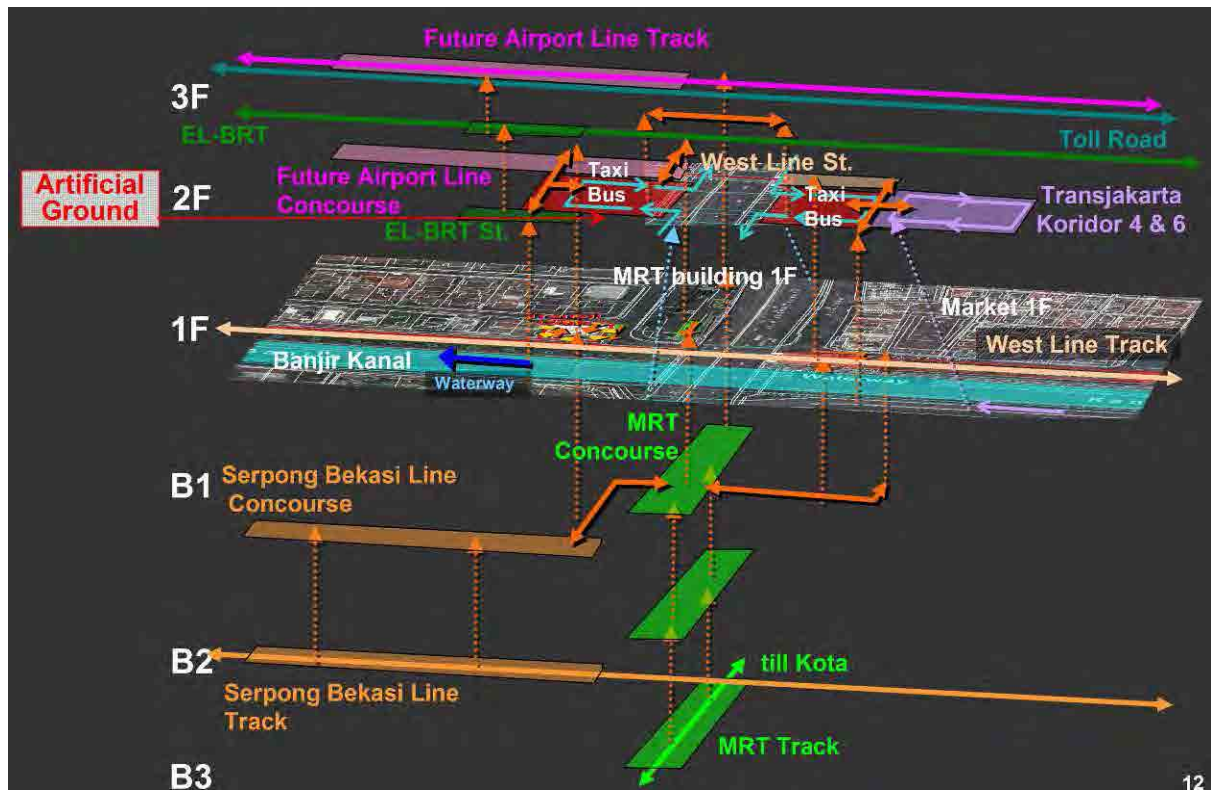 Future Airport Line Track
3F
EL-BRT
Toll Road
Taxi
West Line St.
Artificial
Ground
2F
Future Airport Line
Concourse
Bus
Taxi
Bus
Transjakarta
Koridor 4 & 6
EL-BRT St.
MRT building 1F
Market 1F
1F
West Line Track
Banjir Kanal
Waterway
Waterway
MRT
Concourse
B1
Serpong Bekasi Line
Concourse
B2
till Kota
Serpong Bekasi Line
Track
MRT Track
B3
12